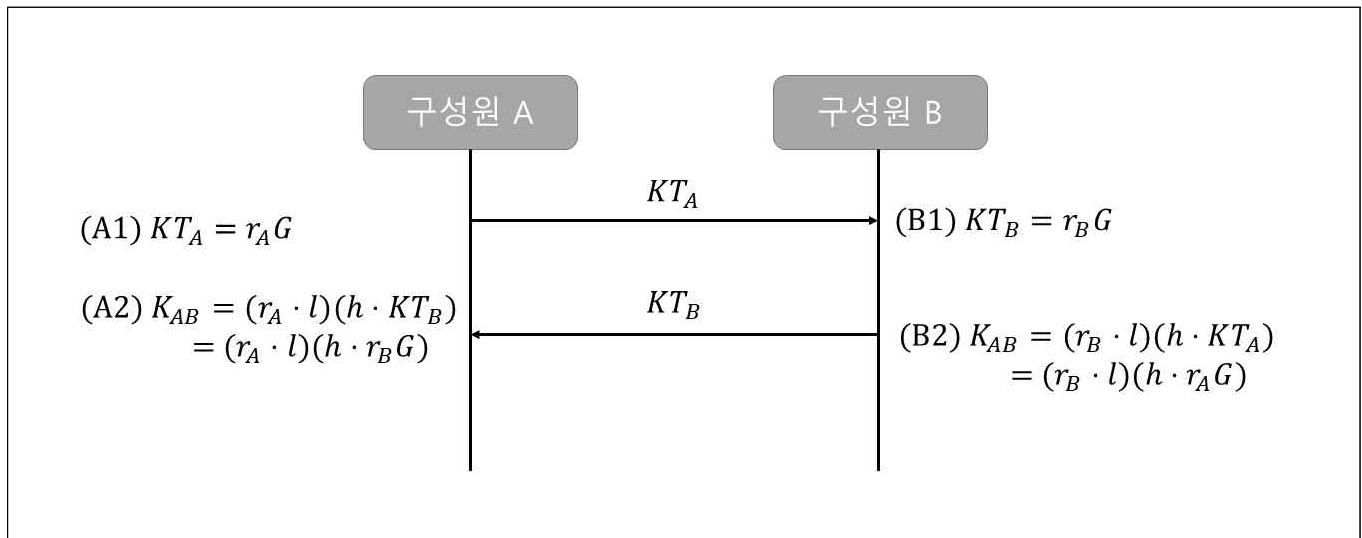 구성원 A
구성원 B
KT_A
(A1) KT_A = r_A G
(B1) KT_B = r_B G
(A2) K_AB = (r_A · l)(h · KT_B)
= (r_A · l)(h · r_B G)
KT_B
(B2) K_AB = (r_B · l)(h · KT_A)
= (r_B · l)(h · r_A G)